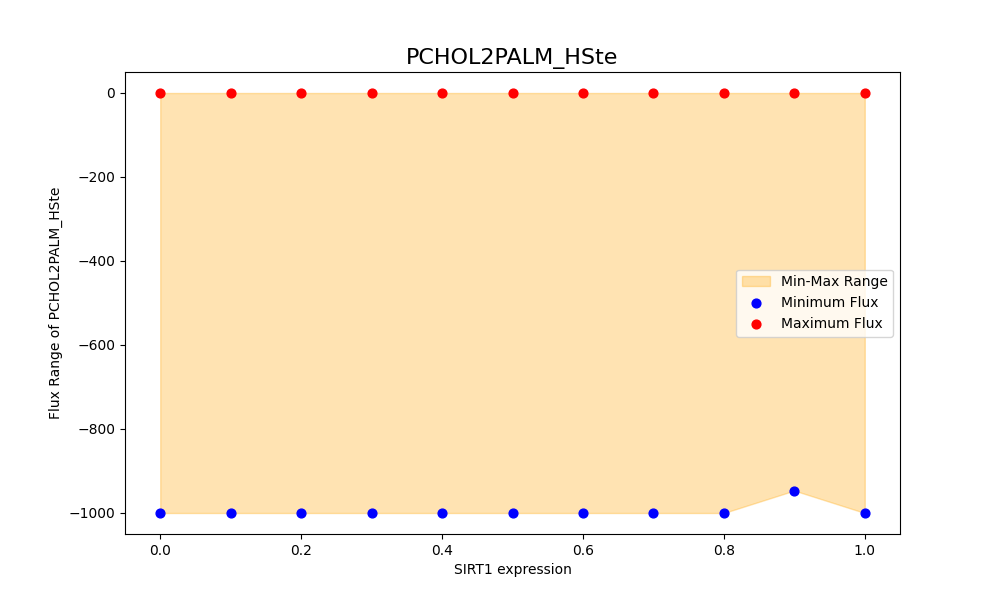 PCHOL2PALM_HSte
0
−200
−400
−600
−800
−1000
Flux Range of PCHOL2PALM_HSte
Min-Max Range
Minimum Flux
Maximum Flux
0.0
0.2
0.4
0.6
0.8
1.0
SIRT1 expression